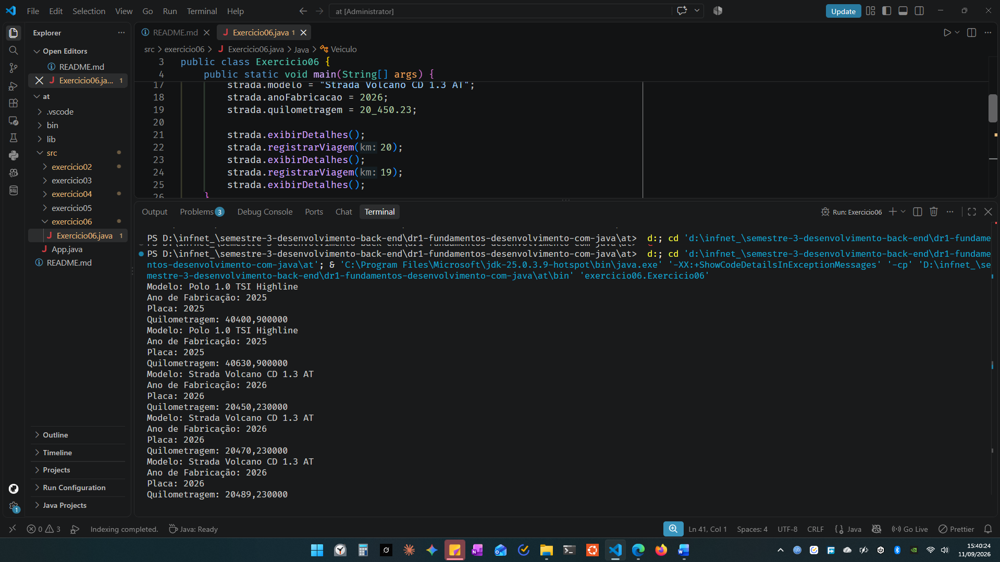 File Edit Selection View Go Run Terminal Help
at [Administrator]
Update
Explorer
Open Editors
README.md
Exercicio06.ja... 1
at
.vscode
bin
lib
src
exercicio02
exercicio03
exercicio04
exercicio05
exercicio06
Exercicio06.java 1
App.java
README.md
Outline
Timeline
Projects
Run Configuration
Java Projects
README.md
Exercicio06.java 1
src > exercicio06 > Exercicio06.java > Java > Veiculo
3 public class Exercicio06 {
4 public static void main(String[] args) {
17 strada.modelo = "Strada Volcano CD 1.3 AT";
18 strada.anoFabricacao = 2026;
19 strada.quilometragem = 20_450.23;
20
21 strada.exibirDetalhes();
22 strada.registrarViagem(km: 20);
23 strada.exibirDetalhes();
24 strada.registrarViagem(km: 19);
25 strada.exibirDetalhes();
26 }
Output Problems 3 Debug Console Ports Chat Terminal
Run: Exercicio06
PS D:\infnet_\semestre-3-desenvolvimento-back-end\dr1-fundamentos-desenvolvimento-com-java\at> d:; cd 'd:\infnet_\semestre-3-desenvolvimento-back-end\dr1-fundame
PS D:\infnet_\semestre-3-desenvolvimento-back-end\dr1-fundamentos-desenvolvimento-com-java\at> d:; cd 'd:\infnet_\semestre-3-desenvolvimento-back-end\dr1-fundame
ntos-desenvolvimento-com-java\at'; & 'C:\Program Files\Microsoft\jdk-25.0.3.9-hotspot\bin\java.exe' '-XX:+ShowCodeDetailsInExceptionMessages' '-cp' 'D:\infnet_\se
mestre-3-desenvolvimento-back-end\dr1-fundamentos-desenvolvimento-com-java\at\bin' 'exercicio06.Exercicio06'
Modelo: Polo 1.0 TSI Highline
Ano de Fabricação: 2025
Placa: 2025
Quilometragem: 40400,900000
Modelo: Polo 1.0 TSI Highline
Ano de Fabricação: 2025
Placa: 2025
Quilometragem: 40630,900000
Modelo: Strada Volcano CD 1.3 AT
Ano de Fabricação: 2026
Placa: 2026
Quilometragem: 20450,230000
Modelo: Strada Volcano CD 1.3 AT
Ano de Fabricação: 2026
Placa: 2026
Quilometragem: 20470,230000
Modelo: Strada Volcano CD 1.3 AT
Ano de Fabricação: 2026
Placa: 2026
Quilometragem: 20489,230000
1
0 3 Indexing completed. Java: Ready
Ln 41, Col 1 Spaces: 4 UTF-8 CRLF Java Go Live Prettier
15:40:24
11/09/2026